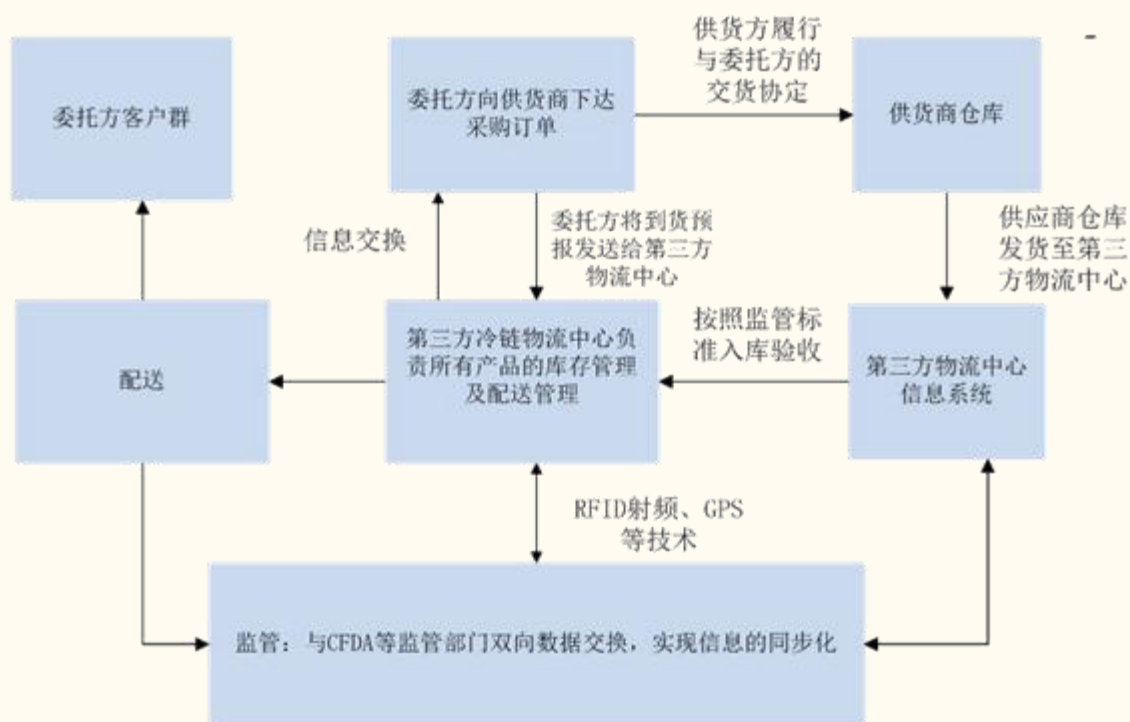 供货方履行
与委托方的
交货协定
委托方客户群
委托方向供货商下达
采购订单
供货商仓库
信息交换
委托方将到货预
报发送给第三方
物流中心
供应商仓库
发货至第三
方物流中心
按照监管标
准入库验收
配送
第三方冷链物流中心负
责所有产品的库存管理
及配送管理
第三方物流中心
信息系统
RFID射频、GPS
等技术
监管：与CFDA等监管部门双向数据交换，实现信息的同步化